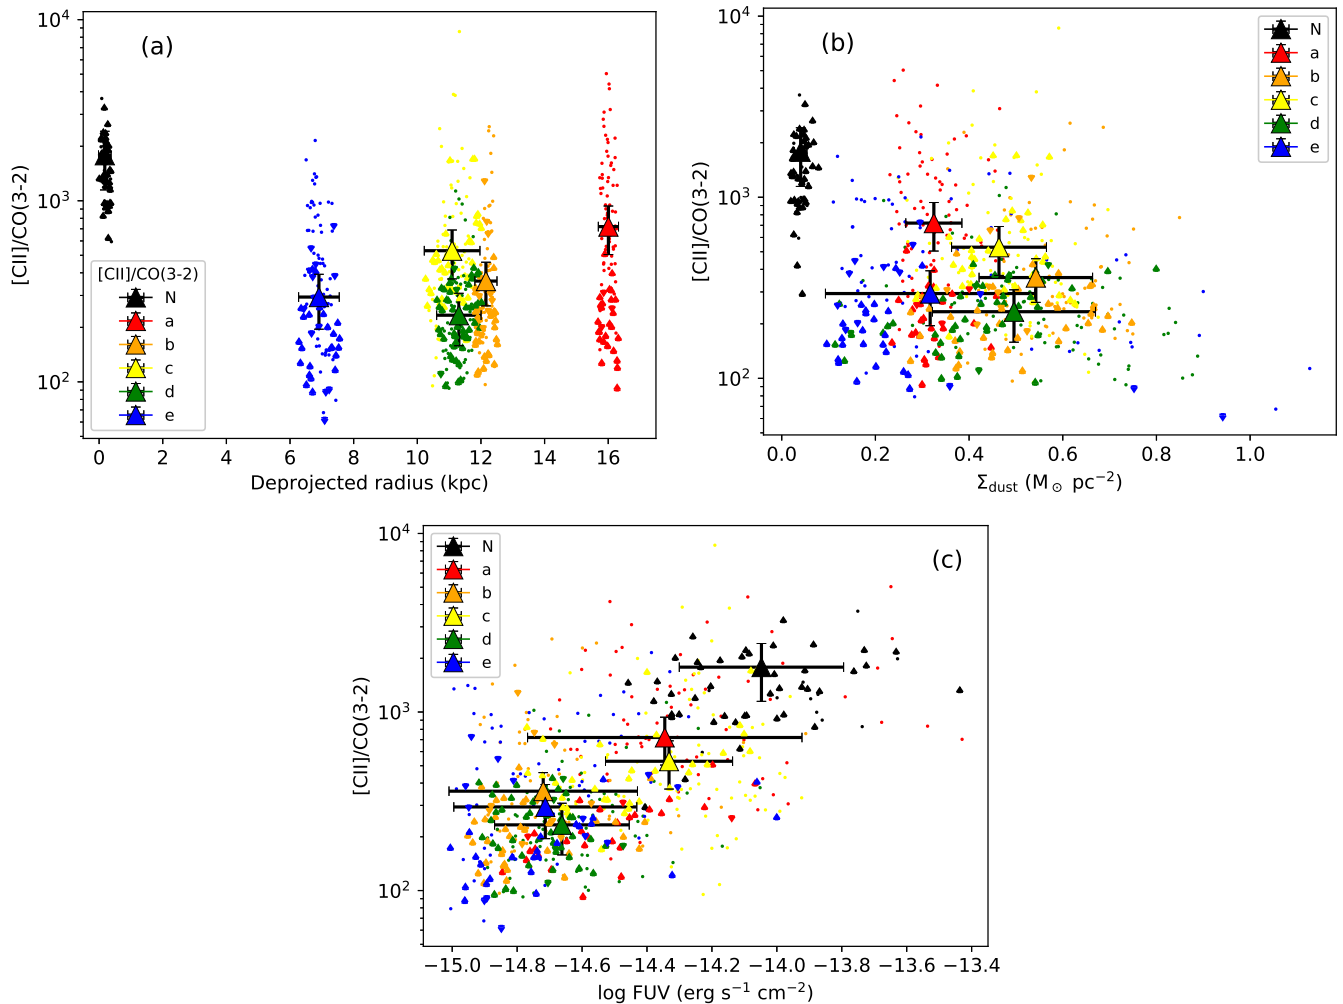 (a)
[CII]/CO(3-2)
10⁴
10³
10²
[CII]/CO(3-2)
N
a
b
c
d
e
0 2 4 6 8 10 12 14 16
Deprojected radius (kpc)
(b)
[CII]/CO(3-2)
10⁴
10³
10²
N
a
b
c
d
e
0.0 0.2 0.4 0.6 0.8 1.0
Σdust (M⊙ pc⁻²)
(c)
[CII]/CO(3-2)
10⁴
10³
10²
N
a
b
c
d
e
−15.0 −14.8 −14.6 −14.4 −14.2 −14.0 −13.8 −13.6 −13.4
log FUV (erg s⁻¹ cm⁻²)